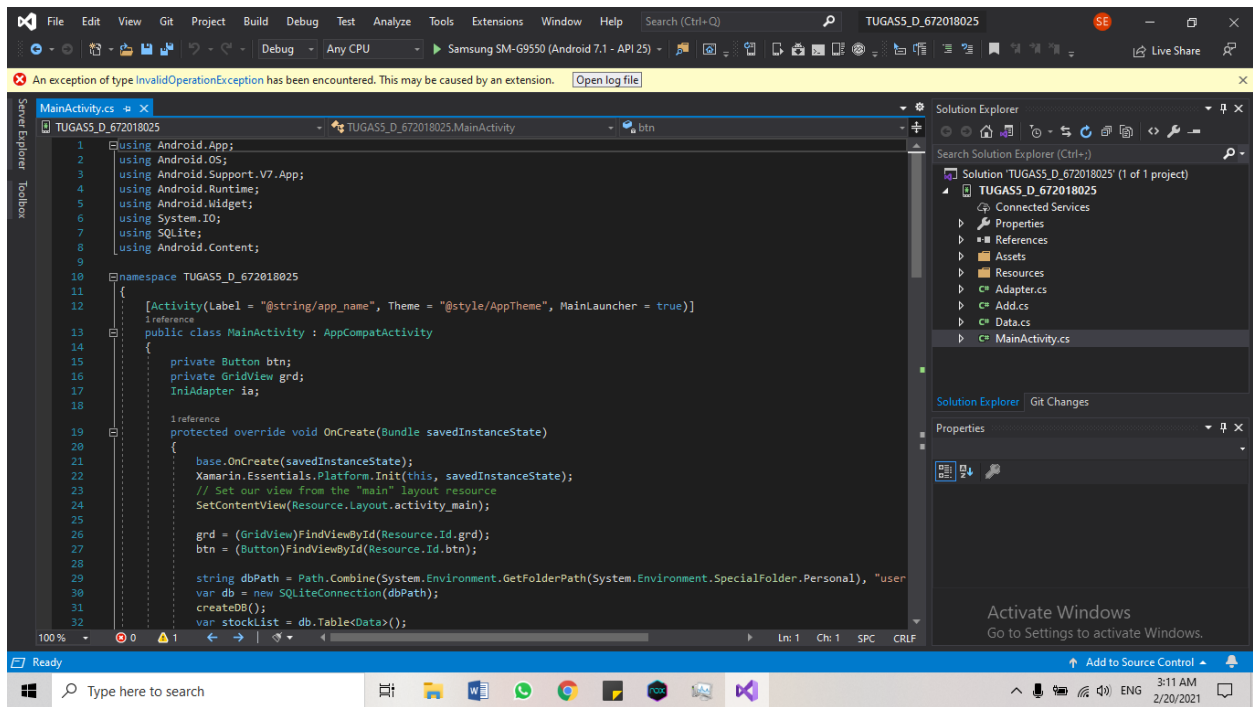 File Edit View Git Project Build Debug Test Analyze Tools Extensions Window Help Search (Ctrl+Q) TUGAS5_D_672018025 SE
Debug Any CPU Samsung SM-G9550 (Android 7.1 - API 25) Live Share
An exception of type InvalidOperationException has been encountered. This may be caused by an extension. Open log file
Server Explorer
Toolbox
MainActivity.cs
TUGAS5_D_672018025 TUGAS5_D_672018025.MainActivity btn
1 using Android.App;
2 using Android.OS;
3 using Android.Support.V7.App;
4 using Android.Runtime;
5 using Android.Widget;
6 using System.IO;
7 using SQLite;
8 using Android.Content;
9
10 namespace TUGAS5_D_672018025
11 {
12 [Activity(Label = "@string/app_name", Theme = "@style/AppTheme", MainLauncher = true)]
1 reference
13 public class MainActivity : AppCompatActivity
14 {
15 private Button btn;
16 private GridView grd;
17 IniAdapter ia;
18
1 reference
19 protected override void OnCreate(Bundle savedInstanceState)
20 {
21 base.OnCreate(savedInstanceState);
22 Xamarin.Essentials.Platform.Init(this, savedInstanceState);
23 // Set our view from the "main" layout resource
24 SetContentView(Resource.Layout.activity_main);
25
26 grd = (GridView)FindViewById(Resource.Id.grd);
27 btn = (Button)FindViewById(Resource.Id.btn);
28
29 string dbPath = Path.Combine(System.Environment.GetFolderPath(System.Environment.SpecialFolder.Personal), "user
30 var db = new SQLiteConnection(dbPath);
31 createDB();
32 var stockList = db.Table<Data>();
100 % 0 1 Ln: 1 Ch: 1 SPC CRLF
Solution Explorer
Search Solution Explorer (Ctrl+;)
Solution 'TUGAS5_D_672018025' (1 of 1 project)
TUGAS5_D_672018025
Connected Services
Properties
References
Assets
Resources
C# Adapter.cs
C# Add.cs
C# Data.cs
C# MainActivity.cs
Solution Explorer Git Changes
Properties
Activate Windows
Go to Settings to activate Windows.
Ready Add to Source Control
Type here to search nox ENG 3:11 AM
2/20/2021